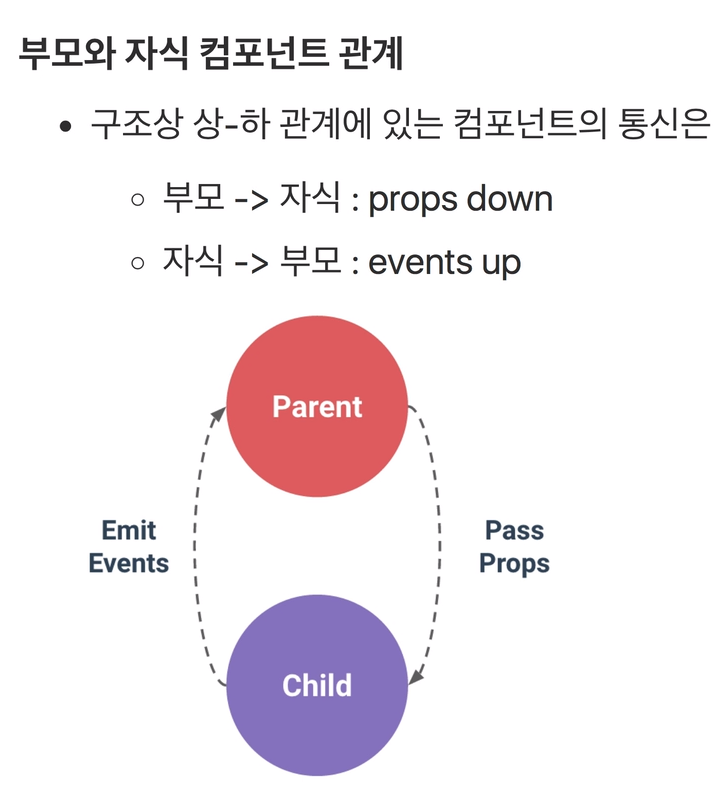 부모와 자식 컴포넌트 관계
• 구조상 상-하 관계에 있는 컴포넌트의 통신은
○ 부모 -> 자식 : props down
○ 자식 -> 부모 : events up
Parent
Emit
Events
Pass
Props
Child